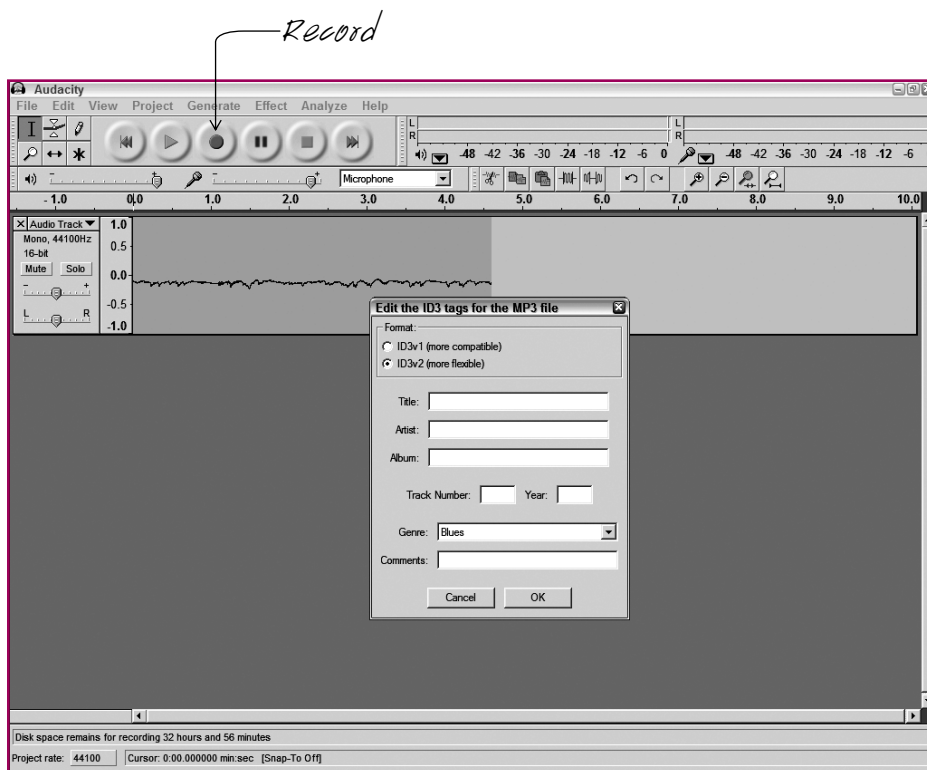 Record
Audacity
File Edit View Project Generate Effect Analyze Help
L
R
-48 -42 -36 -30 -24 -18 -12 -6 0
L
R
-48 -42 -36 -30 -24 -18 -12 -6
Microphone
- 1.0 0.0 1.0 2.0 3.0 4.0 5.0 6.0 7.0 8.0 9.0 10.0
X Audio Track
Mono, 44100Hz
16-bit
Mute Solo
- +
L R
1.0
0.5
0.0
-0.5
-1.0
Edit the ID3 tags for the MP3 file
Format:
ID3v1 (more compatible)
ID3v2 (more flexible)
Title:
Artist:
Album:
Track Number: Year:
Genre: Blues
Comments:
Cancel OK
Disk space remains for recording 32 hours and 56 minutes
Project rate: 44100 Cursor: 0:00.000000 min:sec [Snap-To Off]